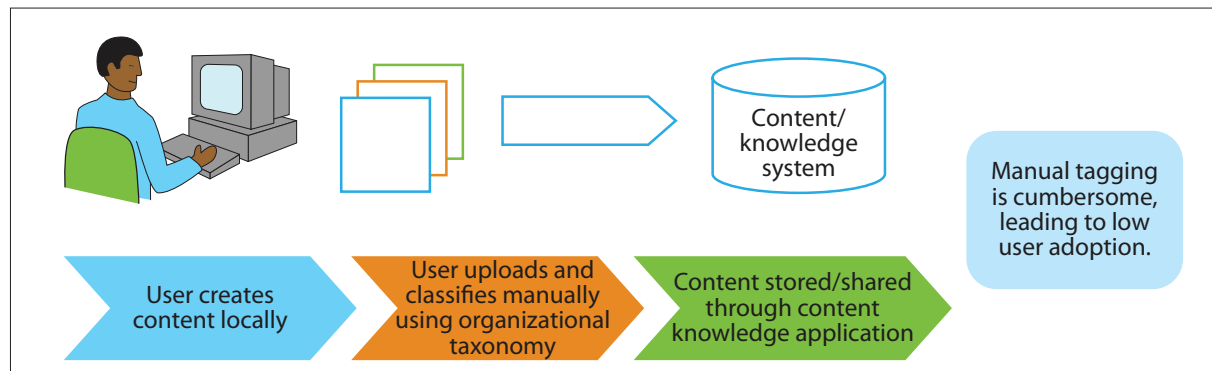 Content/
knowledge
system
Manual tagging
is cumbersome,
leading to low
user adoption.
User creates
content locally
User uploads and
classifies manually
using organizational
taxonomy
Content stored/shared
through content
knowledge application